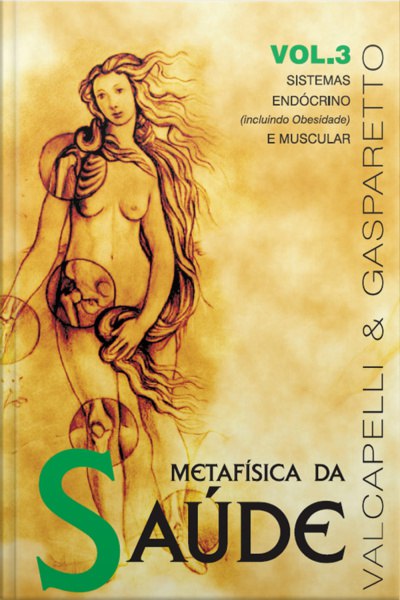 VOL.3
SISTEMAS
ENDÓCRINO
(incluindo Obesidade)
E MUSCULAR
VALCAPELLI & GASPARETTO
METAFÍSICA DA
SAÚDE